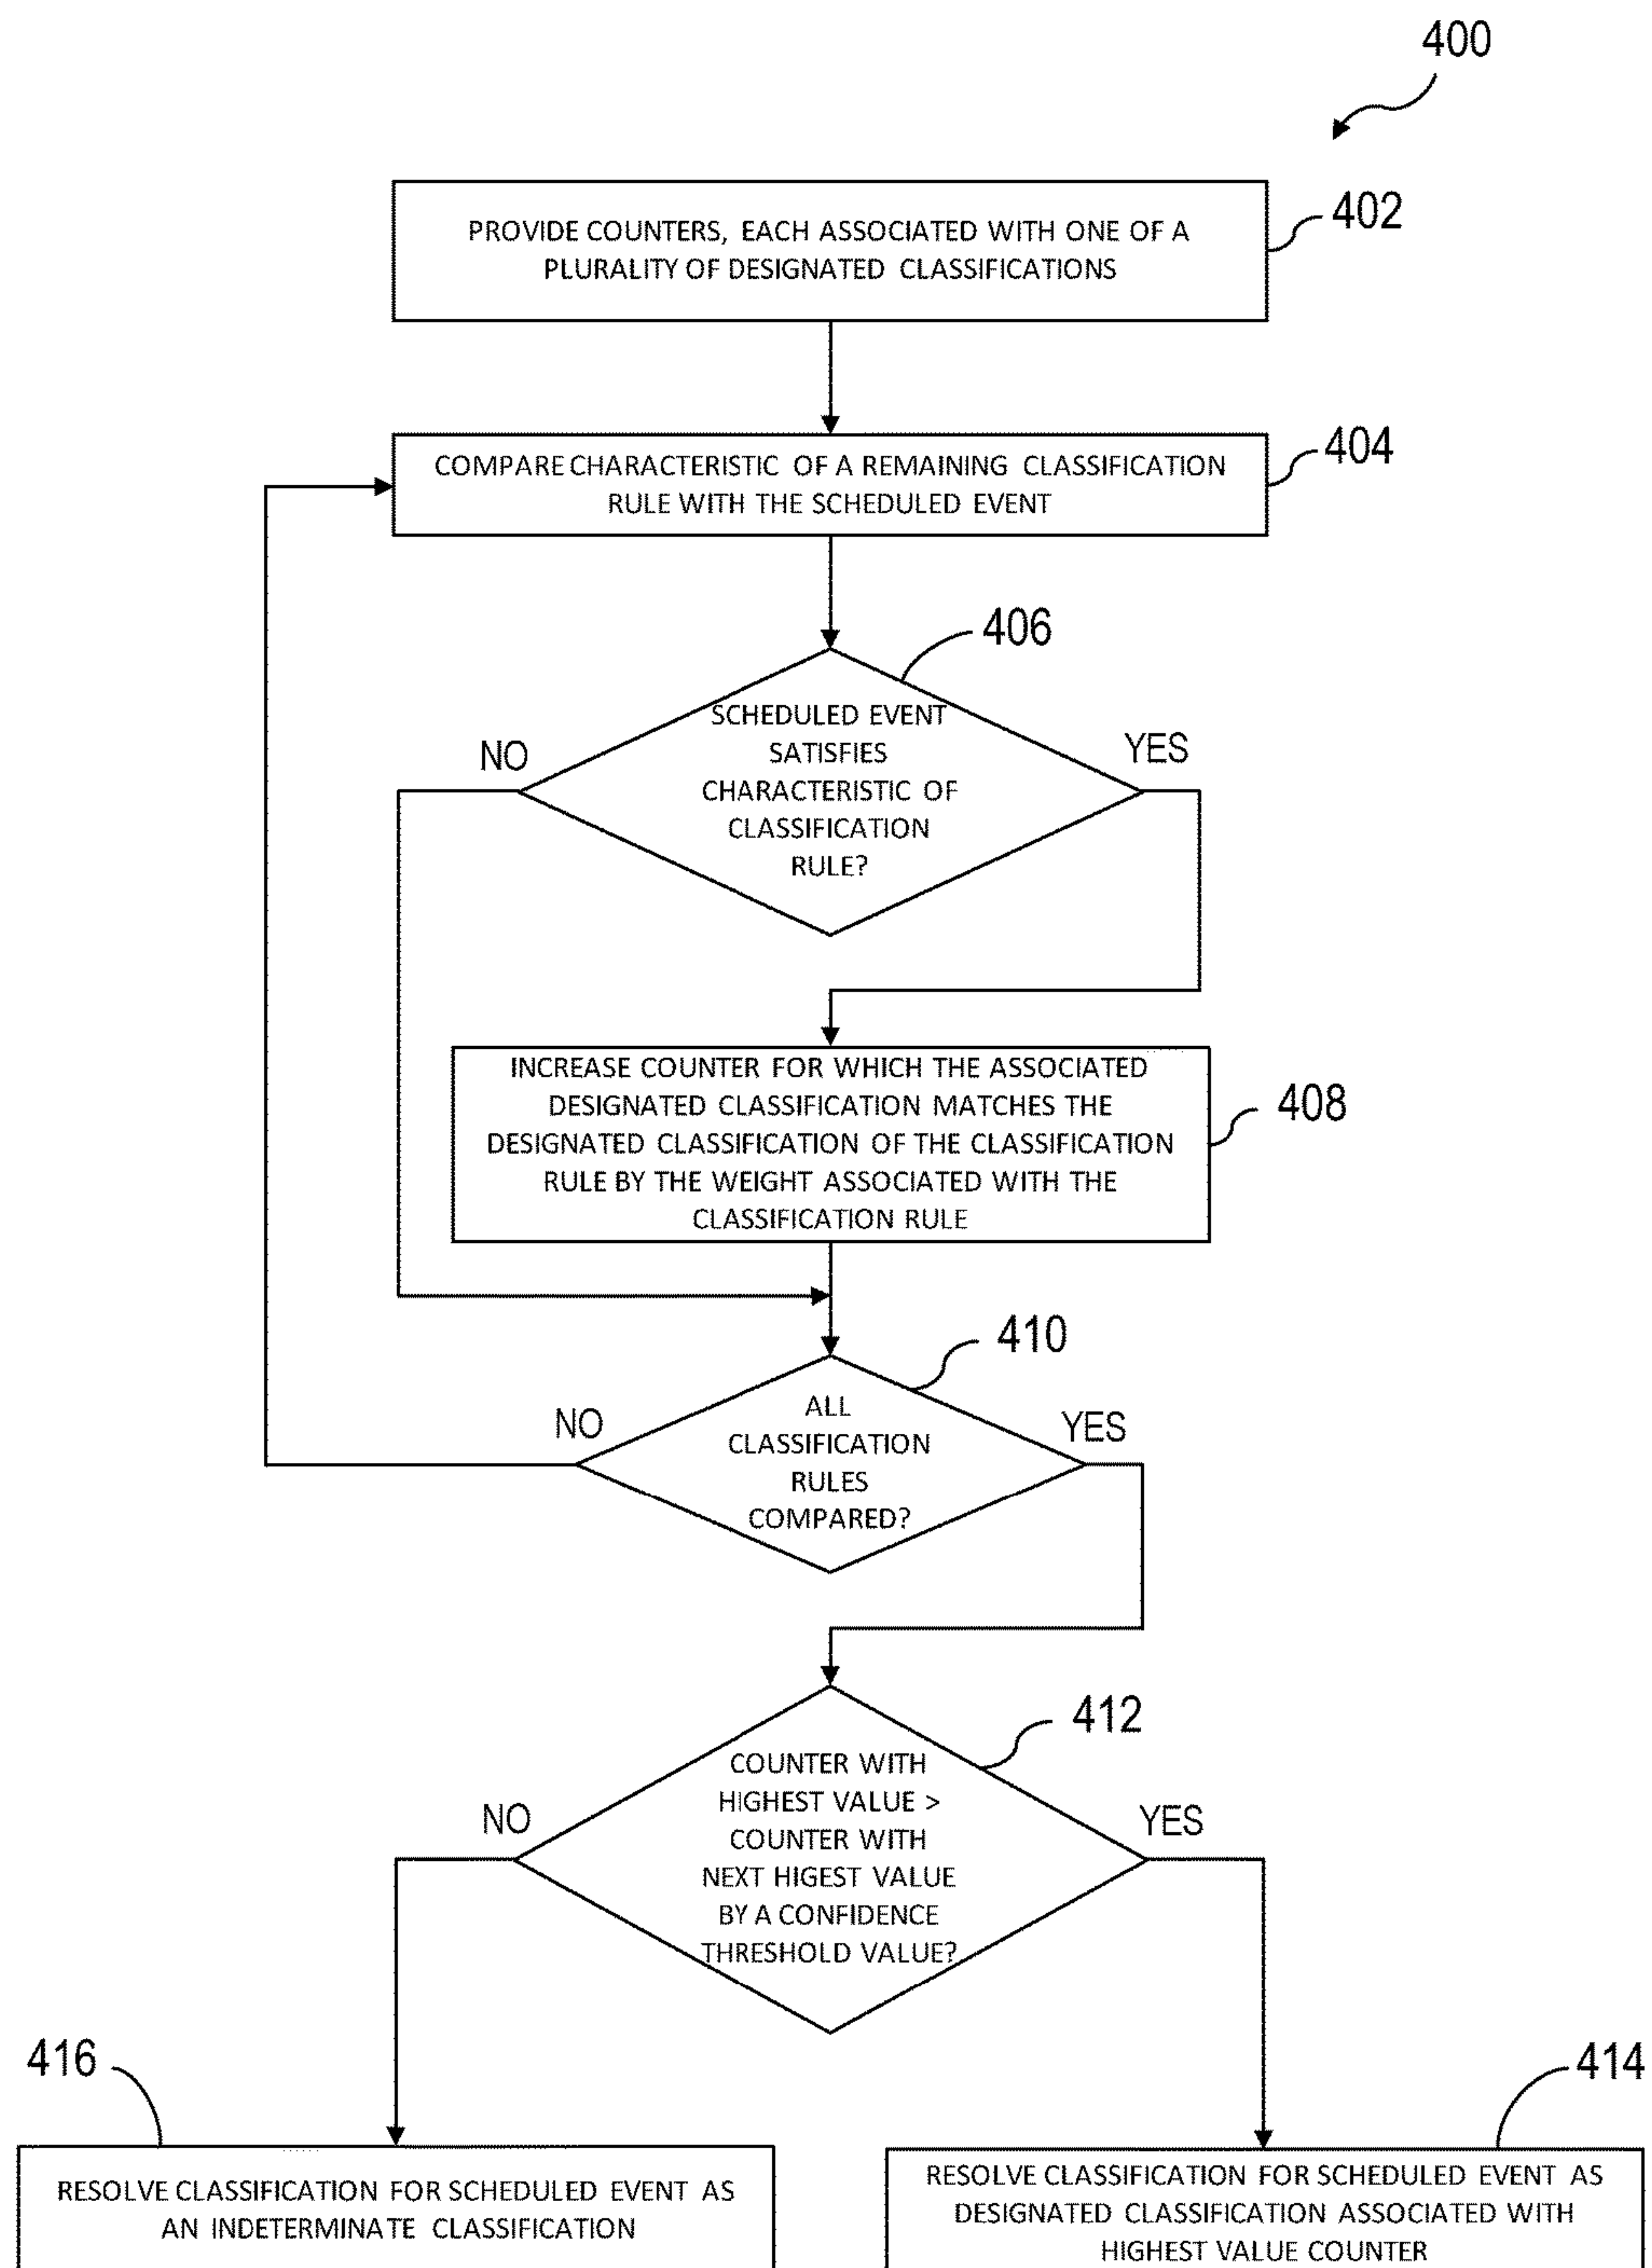 400
PROVIDE COUNTERS, EACH ASSOCIATED WITH ONE OF A
PLURALITY OF DESIGNATED CLASSIFICATIONS
402
COMPARE CHARACTERISTIC OF A REMAINING CLASSIFICATION
RULE WITH THE SCHEDULED EVENT
404
406
SCHEDULED EVENT
SATISFIES
CHARACTERISTIC OF
CLASSIFICATION
RULE?
NO
YES
INCREASE COUNTER FOR WHICH THE ASSOCIATED
DESIGNATED CLASSIFICATION MATCHES THE
DESIGNATED CLASSIFICATION OF THE CLASSIFICATION
RULE BY THE WEIGHT ASSOCIATED WITH THE
CLASSIFICATION RULE
408
410
ALL
CLASSIFICATION
RULES
COMPARED?
NO
YES
412
COUNTER WITH
HIGHEST VALUE >
COUNTER WITH
NEXT HIGEST VALUE
BY A CONFIDENCE
THRESHOLD VALUE?
NO
YES
416
RESOLVE CLASSIFICATION FOR SCHEDULED EVENT AS
AN INDETERMINATE CLASSIFICATION
414
RESOLVE CLASSIFICATION FOR SCHEDULED EVENT AS
DESIGNATED CLASSIFICATION ASSOCIATED WITH
HIGHEST VALUE COUNTER